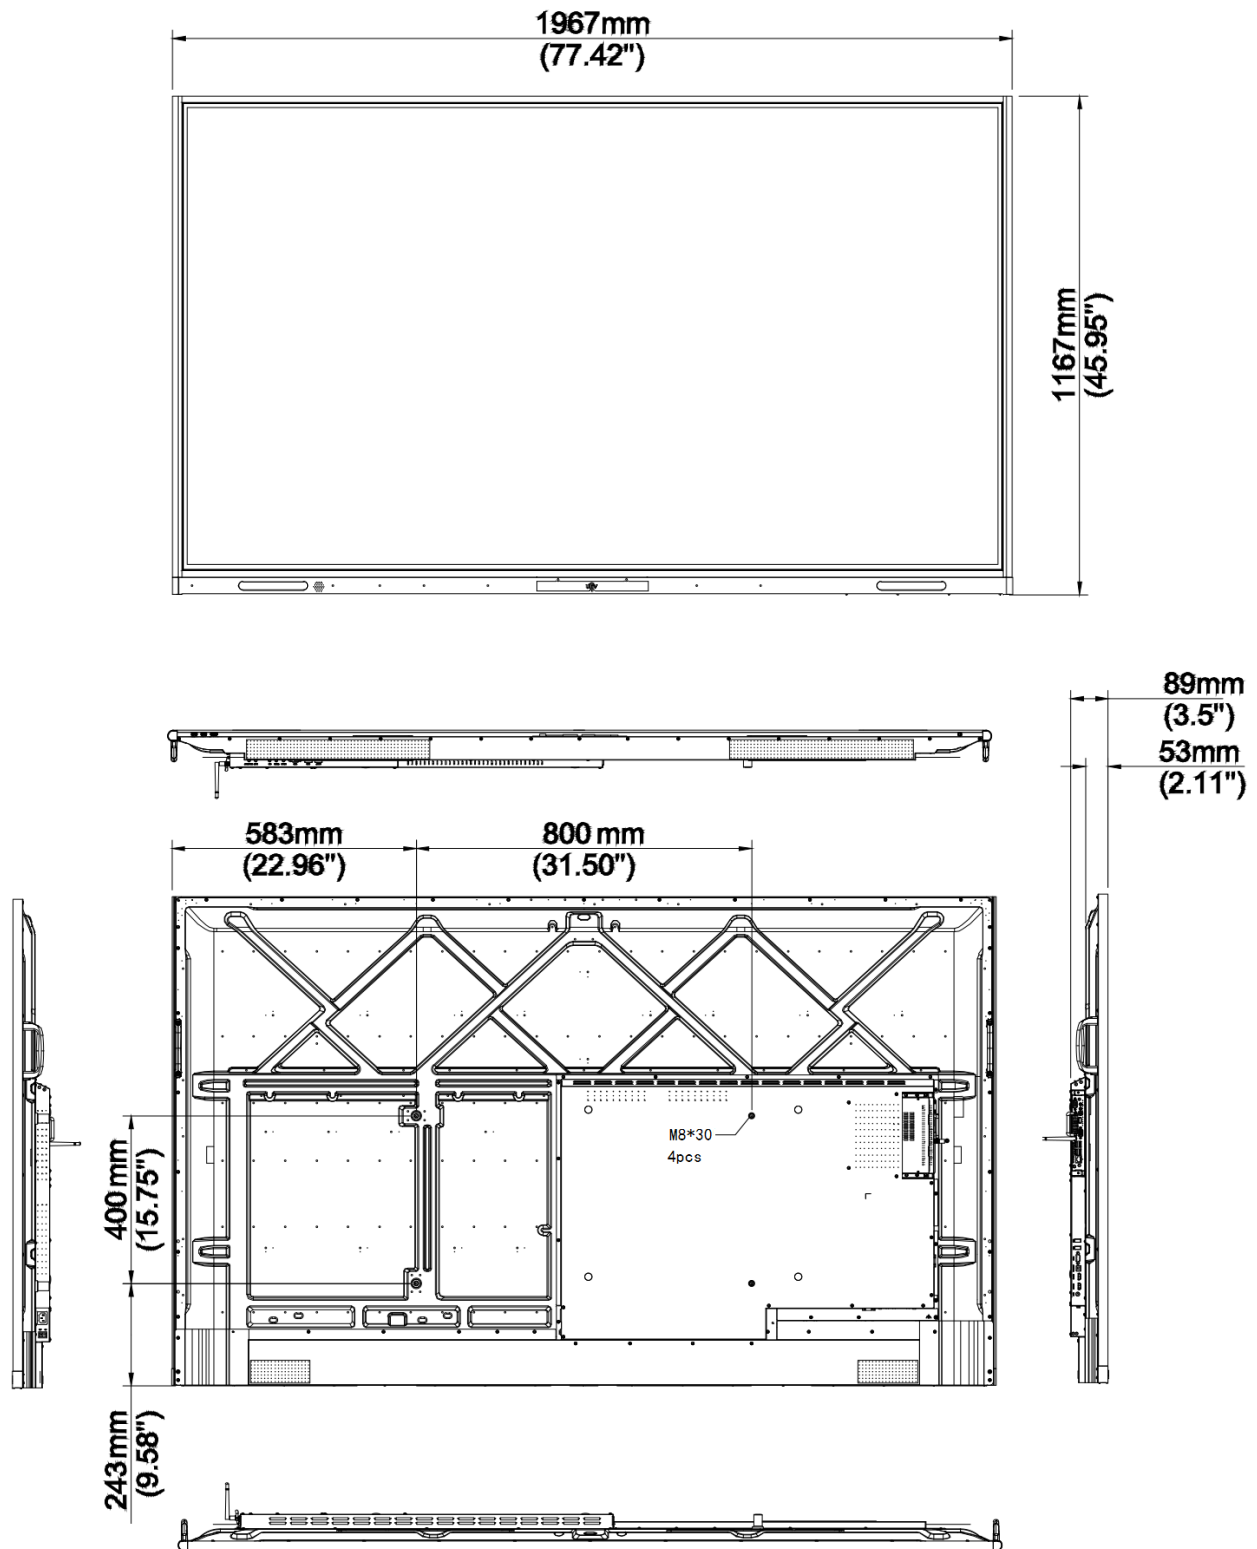 1967mm
(77.42")
1167mm
(45.95")
89mm
(3.5")
53mm
(2.11")
583mm
(22.96")
800 mm
(31.50")
M8*30
4pcs
400mm
(15.75")
243mm
(9.58")